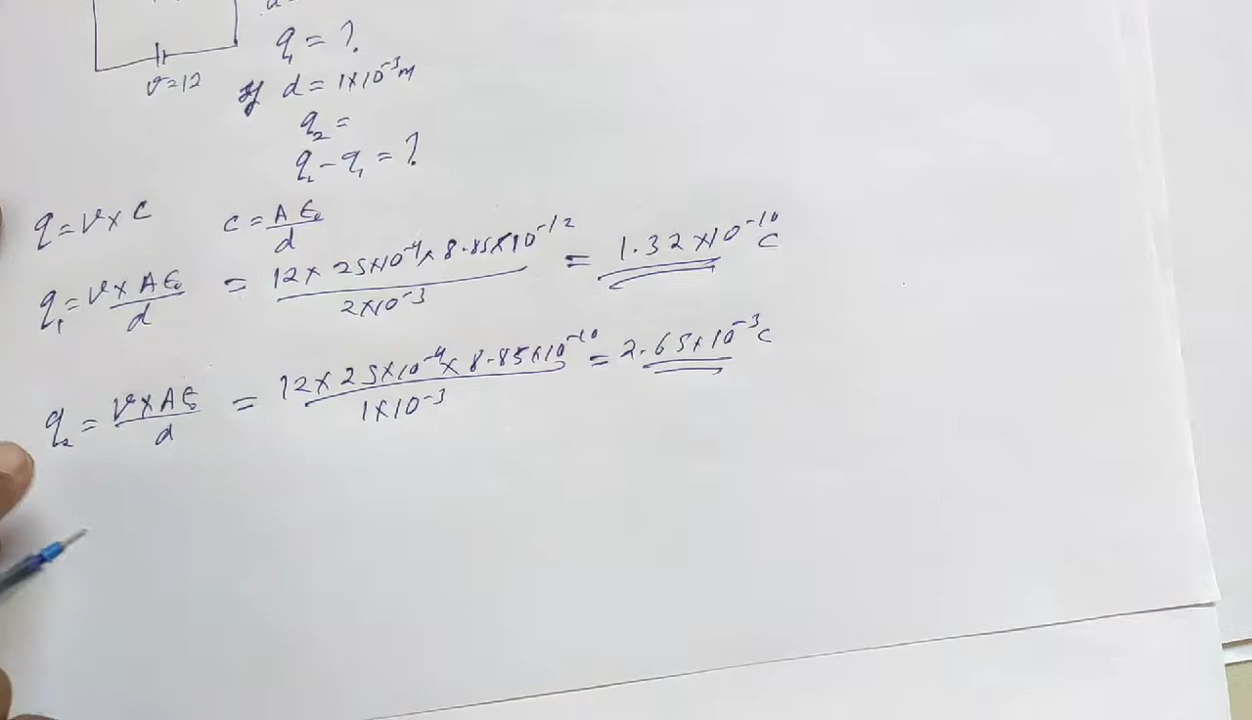 q₁ = ?
If d = 1×10⁻³m
q₂ =
q₂ - q₁ = ?
q = V×C C = A ε₀/d
q₁ = V×Aε₀/d = 12×25×10⁻⁴×8.85×10⁻¹²/2×10⁻³ = 1.32×10⁻¹⁰ C
q₂ = V×Aε₀/d = 12×25×10⁻⁴×8.85×10⁻¹⁰/1×10⁻³ = 2.65×10⁻³ C
V=12